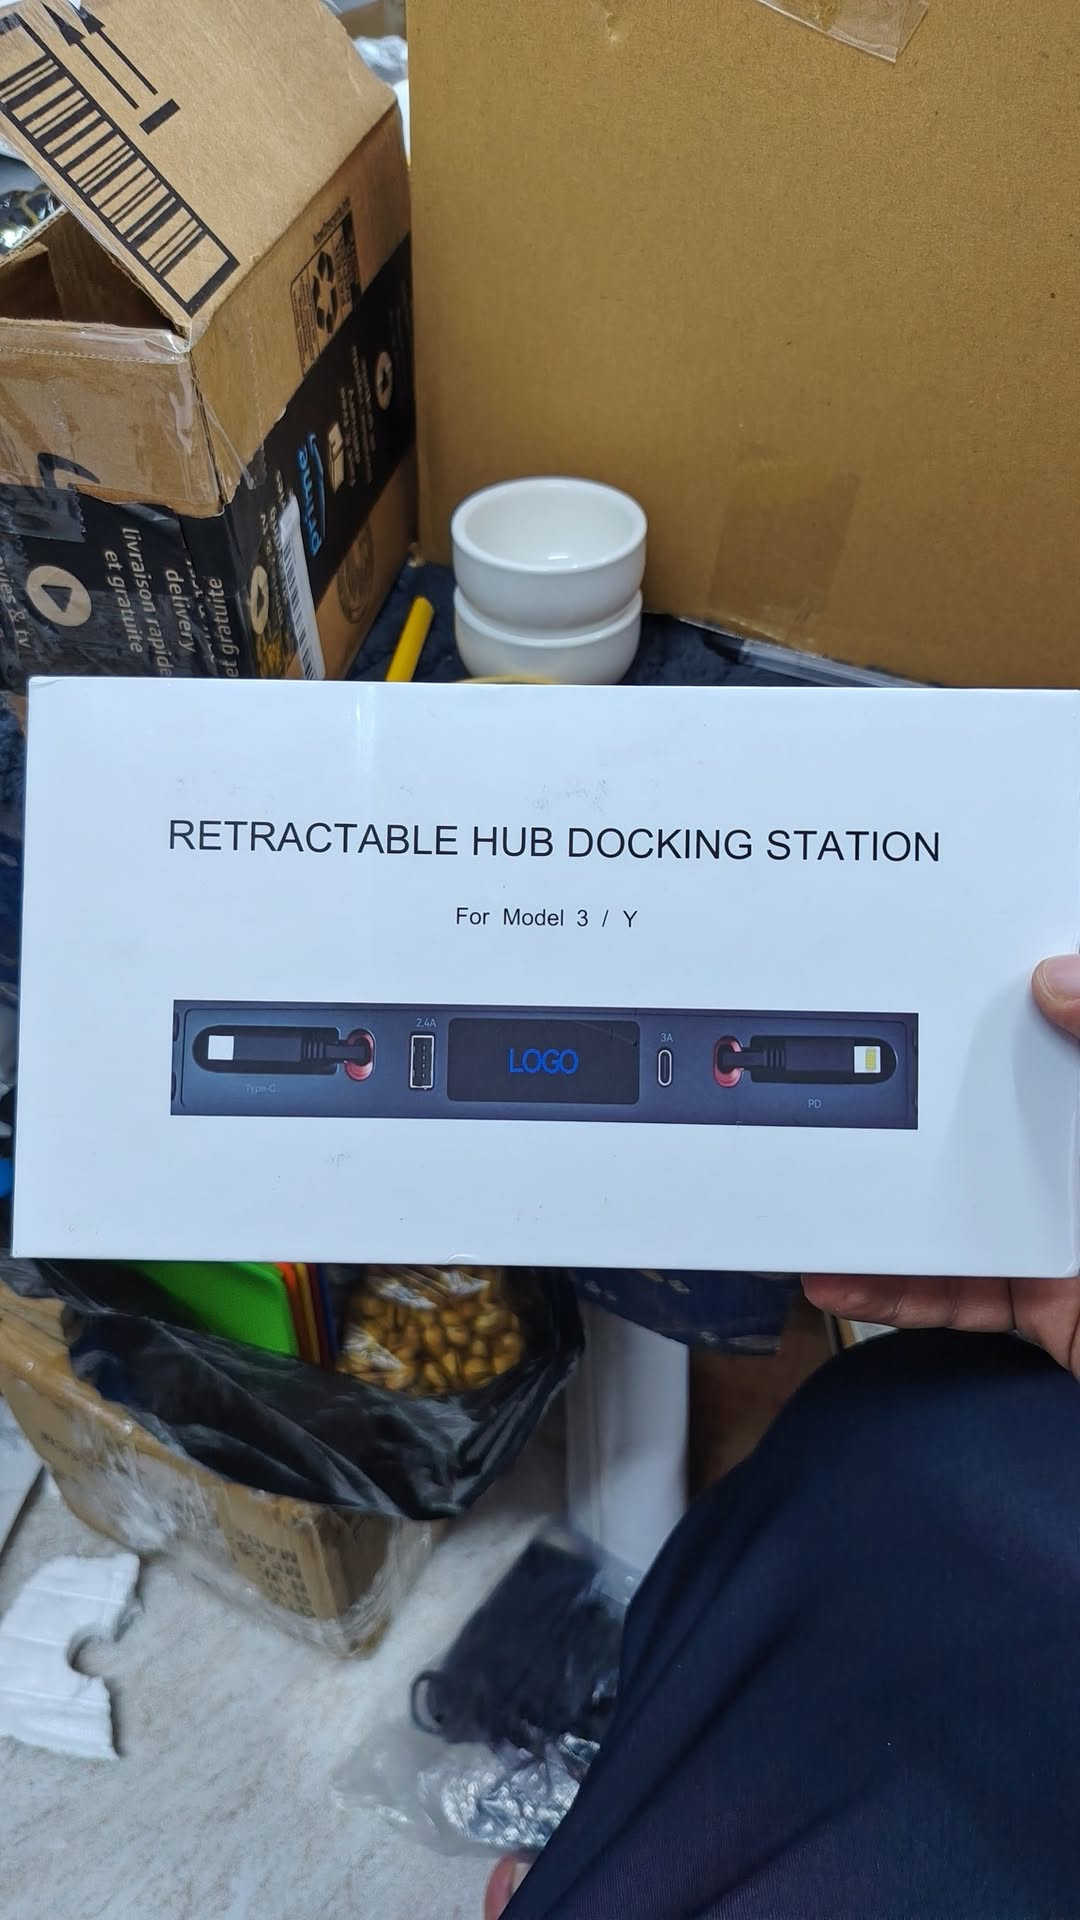 prime
livraison rapide
et gratuite
delivery
et gratuite
RETRACTABLE HUB DOCKING STATION
For Model 3 / Y
2.4A
LOGO
3A
Type-C
PD